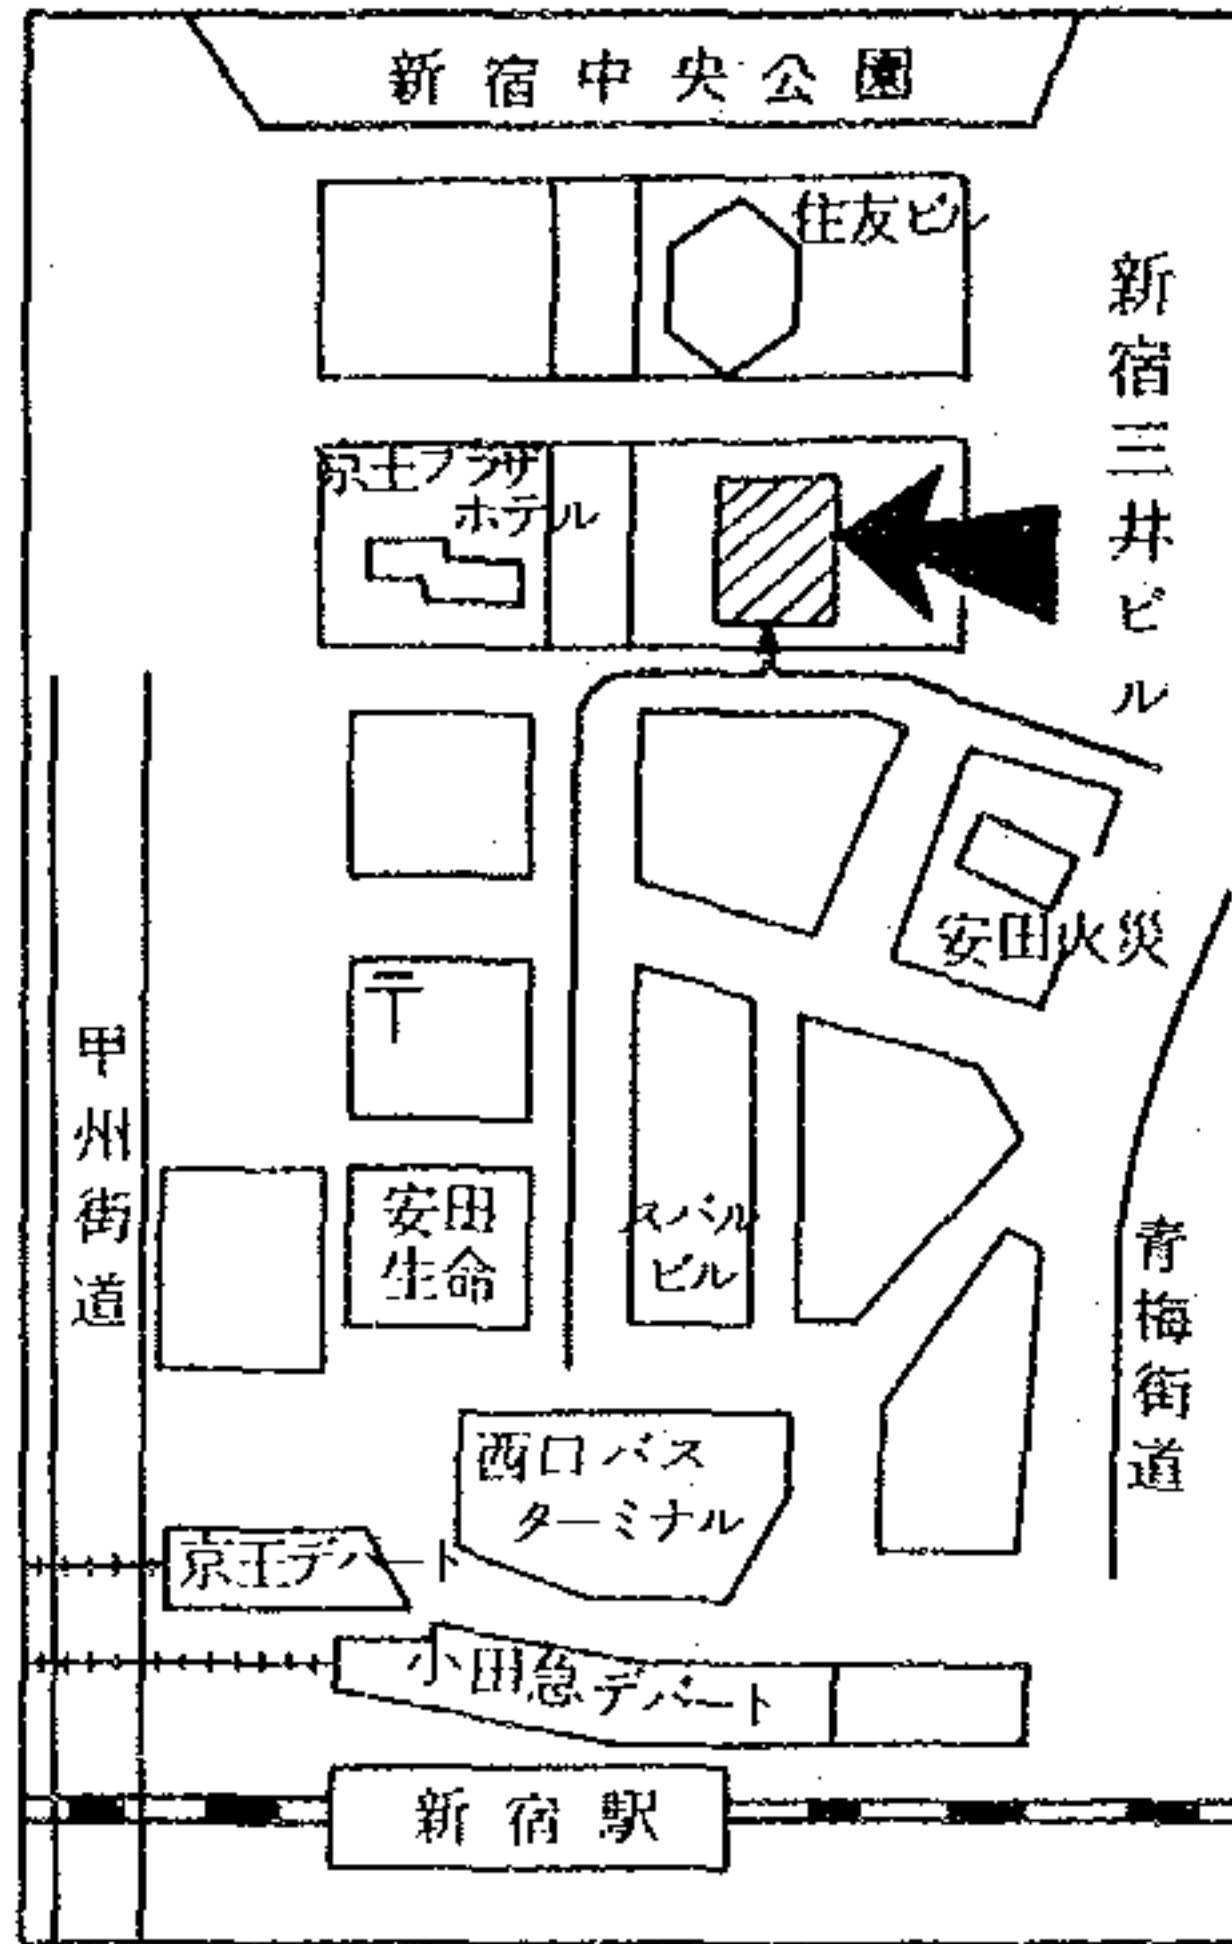 新宿中央公園
住友ビル
新宿三井ビル
京王プラザ
ホテル
安田火災
〒
甲州街道
安田
生命
スバル
ビル
青梅街道
西口バス
ターミナル
京王デパート
小田急デパート
新宿駅